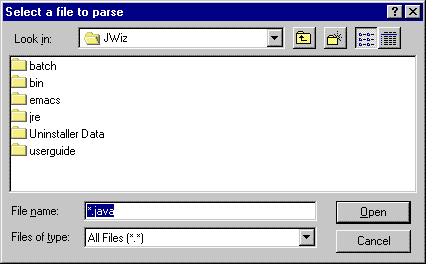 Select a file to parse
Look in: JWiz
batch
bin
emacs
jre
Uninstaller Data
userguide
File name: *.java Open
Files of type: All Files (*.*) Cancel